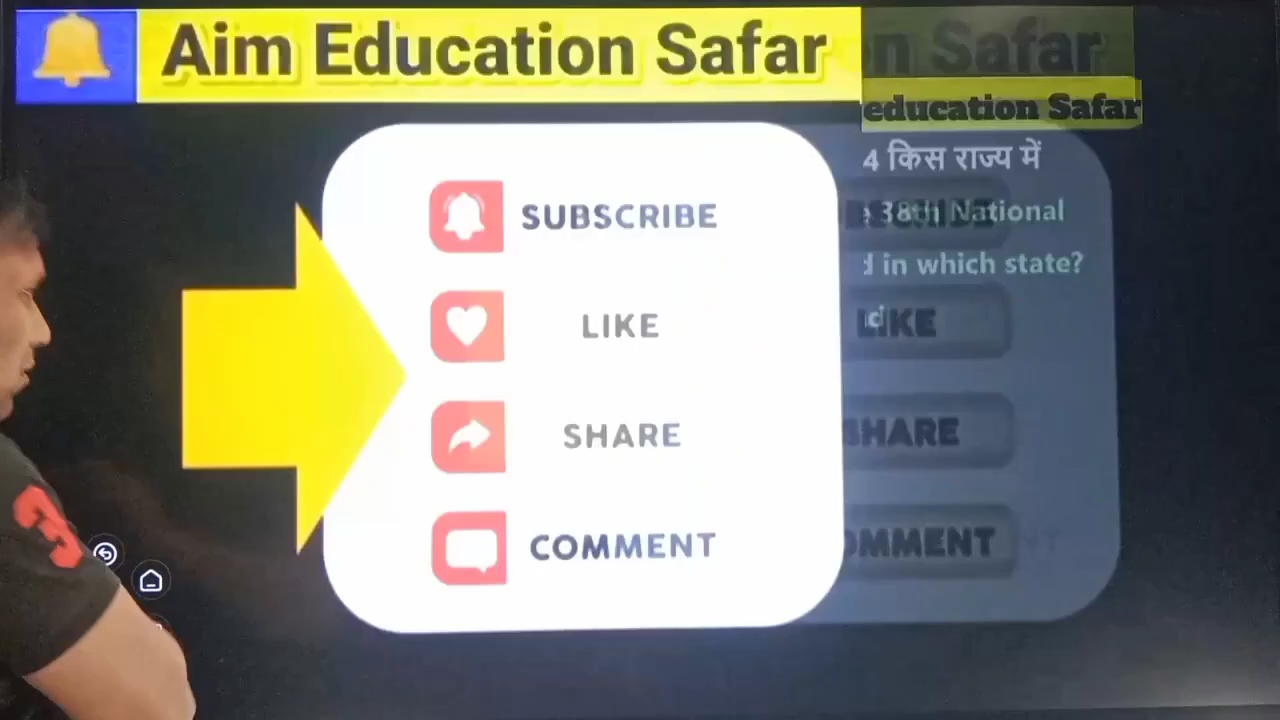 Aim Education Safar
n Safar
education Safar
4 किस राज्य में
38th National
in which state?
SUBSCRIBE
LIKE
LIKE
SHARE
SHARE
COMMENT
OMMENT
3